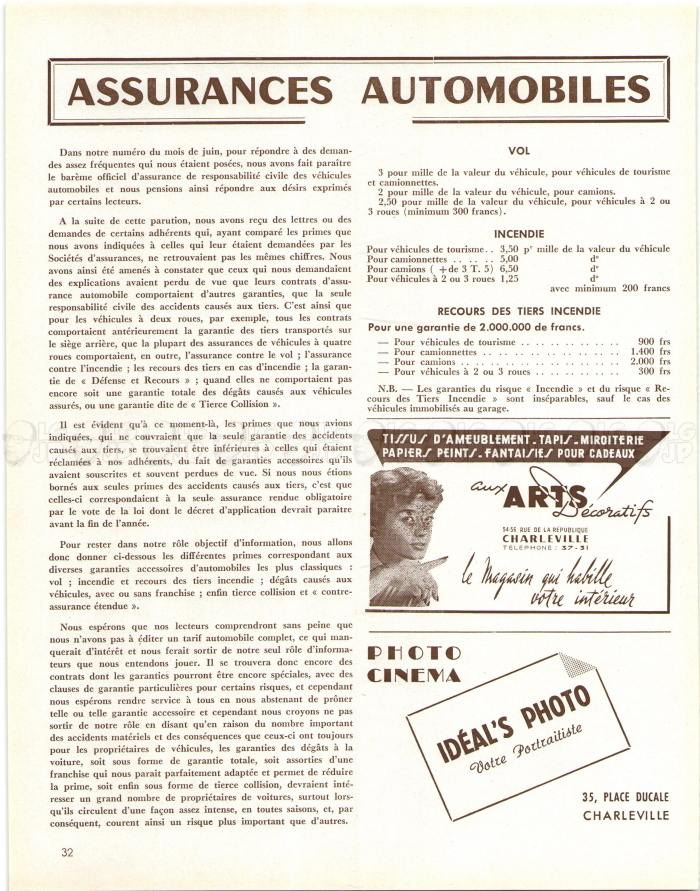 ASSURANCES AUTOMOBILES
Dans notre numéro du mois de juin, pour répondre à des deman-
des assez fréquentes qui nous étaient posées, nous avons fait paraître
le barème officiel d'assurance de responsabilité civile des véhicules
automobiles et nous pensions ainsi répondre aux désirs exprimés
par certains lecteurs.
A la suite de cette parution, nous avons reçu des lettres ou des
demandes de certains adhérents qui, ayant comparé les primes que
nous avons indiquées à celles qui leur étaient demandées par les
Sociétés d'assurances, ne retrouvaient pas les mêmes chiffres. Nous
avons ainsi été amenés à constater que ceux qui nous demandaient
des explications avaient perdu de vue que leurs contrats d'assu-
rance automobile comportaient d'autres garanties, que la seule
responsabilité civile des accidents causés aux tiers. C'est ainsi que
pour les véhicules à deux roues, par exemple, tous les contrats
comportaient antérieurement la garantie des tiers transportés sur
le siège arrière, que la plupart des assurances de véhicules à quatre
roues comportaient, en outre, l'assurance contre le vol ; l'assurance
contre l'incendie ; les recours des tiers en cas d'incendie ; la garan-
tie de « Défense et Recours » ; quand elles ne comportaient pas
encore soit une garantie totale des dégâts causés aux véhicules
assurés, ou une garantie dite de « Tierce Collision ».
Il est évident qu'à ce moment-là, les primes que nous avions
indiquées, qui ne couvraient que la seule garantie des accidents
causés aux tiers, se trouvaient être inférieures à celles qui étaient
réclamées à nos adhérents, du fait de garanties accessoires qu'ils
avaient souscrites et souvent perdues de vue. Si nous nous étions
bornés aux seules primes des accidents causés aux tiers, c'est que
celles-ci correspondaient à la seule assurance rendue obligatoire
par le vote de la loi dont le décret d'application devrait paraître
avant la fin de l'année.
Pour rester dans notre rôle objectif d'information, nous allons
donc donner ci-dessous les différentes primes correspondant aux
diverses garanties accessoires d'automobiles les plus classiques :
vol ; incendie et recours des tiers incendie ; dégâts causés aux
véhicules, avec ou sans franchise ; enfin tierce collision et « contre-
assurance étendue ».
Nous espérons que nos lecteurs comprendront sans peine que
nous n'avons pas à éditer un tarif automobile complet, ce qui man-
querait d'intérêt et nous ferait sortir de notre seul rôle d'informa-
teurs que nous entendons jouer. Il se trouvera donc encore des
contrats dont les garanties pourront être encore spéciales, avec des
clauses de garantie particulières pour certains risques, et cependant
nous espérons rendre service à tous en nous abstenant de prôner
telle ou telle garantie accessoire et cependant nous croyons ne pas
sortir de notre rôle en disant qu'en raison du nombre important
des accidents matériels et des conséquences que ceux-ci ont toujours
pour les propriétaires de véhicules, les garanties des dégâts à la
voiture, soit sous forme de garantie totale, soit assorties d'une
franchise qui nous paraît parfaitement adaptée et permet de réduire
la prime, soit enfin sous forme de tierce collision, devraient inté-
resser un grand nombre de propriétaires de voitures, surtout lors-
qu'ils circulent d'une façon assez intense, en toutes saisons, et, par
conséquent, courent ainsi un risque plus important que d'autres.
32
VOL
3 pour mille de la valeur du véhicule, pour véhicules de tourisme
et camionnettes.
2 pour mille de la valeur du véhicule, pour camions.
2,50 pour mille de la valeur du véhicule, pour véhicules à 2 ou
3 roues (minimum 300 francs).
INCENDIE
Pour véhicules de tourisme.. 3,50 pr mille de la valeur du véhicule
Pour camionnettes . . . . . 5,00 d°
Pour camions ( + de 3 T. 5) 6,50 d°
Pour véhicules à 2 ou 3 roues 1,25 d°
avec minimum 200 francs
RECOURS DES TIERS INCENDIE
Pour une garantie de 2.000.000 de francs.
— Pour véhicules de tourisme . . . . . . . . . . . . . . 900 frs
— Pour camionnettes . . . . . . . . . . . . . . . . . . . 1.400 frs
— Pour camions . . . . . . . . . . . . . . . . . . . . . 2.000 frs
— Pour véhicules à 2 ou 3 roues . . . . . . . . . . . . 300 frs
N.B. — Les garanties du risque « Incendie » et du risque « Re-
cours des Tiers Incendie » sont inséparables, sauf le cas des
véhicules immobilisés au garage.
TISSUS D'AMEUBLEMENT - TAPIS - MIROITERIE
PAPIERS PEINTS - FANTAISIES POUR CADEAUX
aux ARTS
Décoratifs
54-56 RUE DE LA RÉPUBLIQUE
CHARLEVILLE
TÉLÉPHONE : 37-31
le Magasin qui habille
votre intérieur
PHOTO
CINEMA
IDÉAL'S PHOTO
Votre Portraitiste
35, PLACE DUCALE
CHARLEVILLE